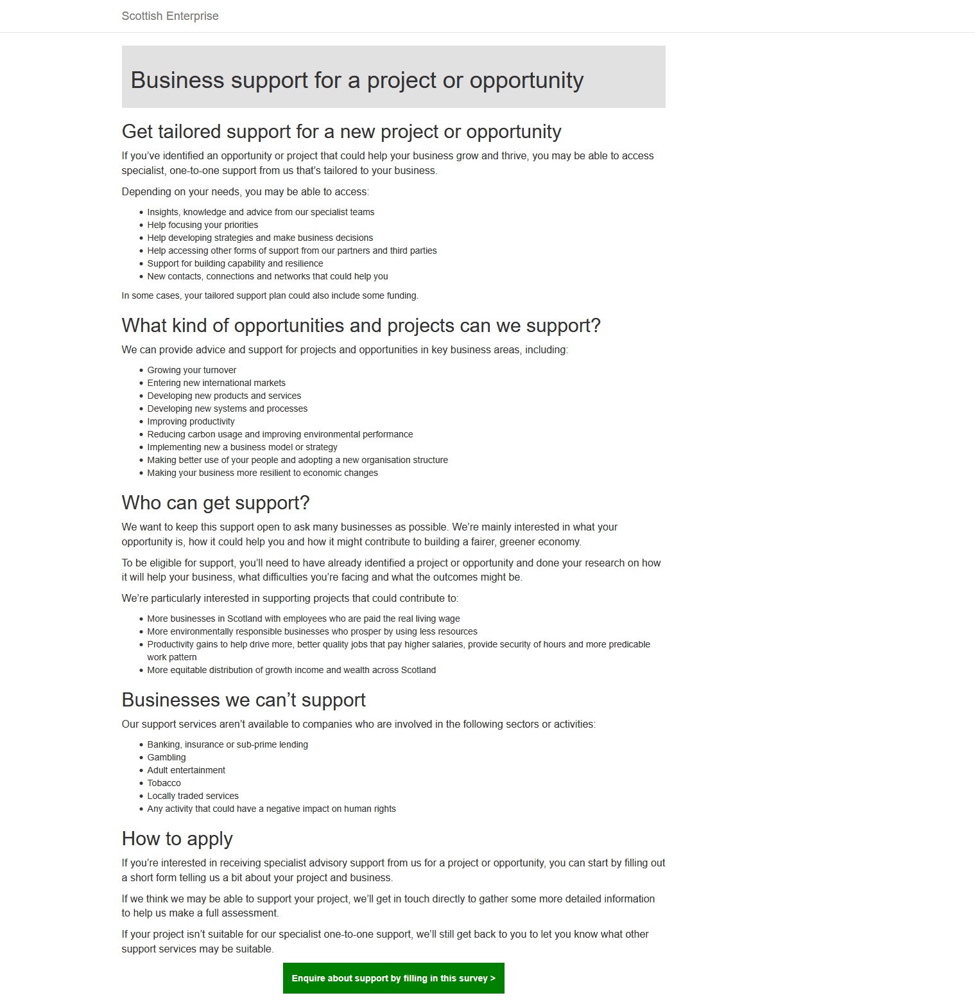 Scottish Enterprise
Business support for a project or opportunity
Get tailored support for a new project or opportunity
If you’ve identified an opportunity or project that could help your business grow and thrive, you may be able to access
specialist, one-to-one support from us that’s tailored to your business.
Depending on your needs, you may be able to access:
Insights, knowledge and advice from our specialist teams
Help focusing your priorities
Help developing strategies and make business decisions
Help accessing other forms of support from our partners and third parties
Support for building capability and resilience
New contacts, connections and networks that could help you
In some cases, your tailored support plan could also include some funding.
What kind of opportunities and projects can we support?
We can provide advice and support for projects and opportunities in key business areas, including:
Growing your turnover
Entering new international markets
Developing new products and services
Developing new systems and processes
Improving productivity
Reducing carbon usage and improving environmental performance
Implementing new a business model or strategy
Making better use of your people and adopting a new organisation structure
Making your business more resilient to economic changes
Who can get support?
We want to keep this support open to ask many businesses as possible. We’re mainly interested in what your
opportunity is, how it could help you and how it might contribute to building a fairer, greener economy.
To be eligible for support, you’ll need to have already identified a project or opportunity and done your research on how
it will help your business, what difficulties you’re facing and what the outcomes might be.
We’re particularly interested in supporting projects that could contribute to:
More businesses in Scotland with employees who are paid the real living wage
More environmentally responsible businesses who prosper by using less resources
Productivity gains to help drive more, better quality jobs that pay higher salaries, provide security of hours and more predicable
work pattern
More equitable distribution of growth income and wealth across Scotland
Businesses we can’t support
Our support services aren’t available to companies who are involved in the following sectors or activities:
Banking, insurance or sub-prime lending
Gambling
Adult entertainment
Tobacco
Locally traded services
Any activity that could have a negative impact on human rights
How to apply
If you’re interested in receiving specialist advisory support from us for a project or opportunity, you can start by filling out
a short form telling us a bit about your project and business.
If we think we may be able to support your project, we’ll get in touch directly to gather some more detailed information
to help us make a full assessment.
If your project isn’t suitable for our specialist one-to-one support, we’ll still get back to you to let you know what other
support services may be suitable.
Enquire about support by filling in this survey >